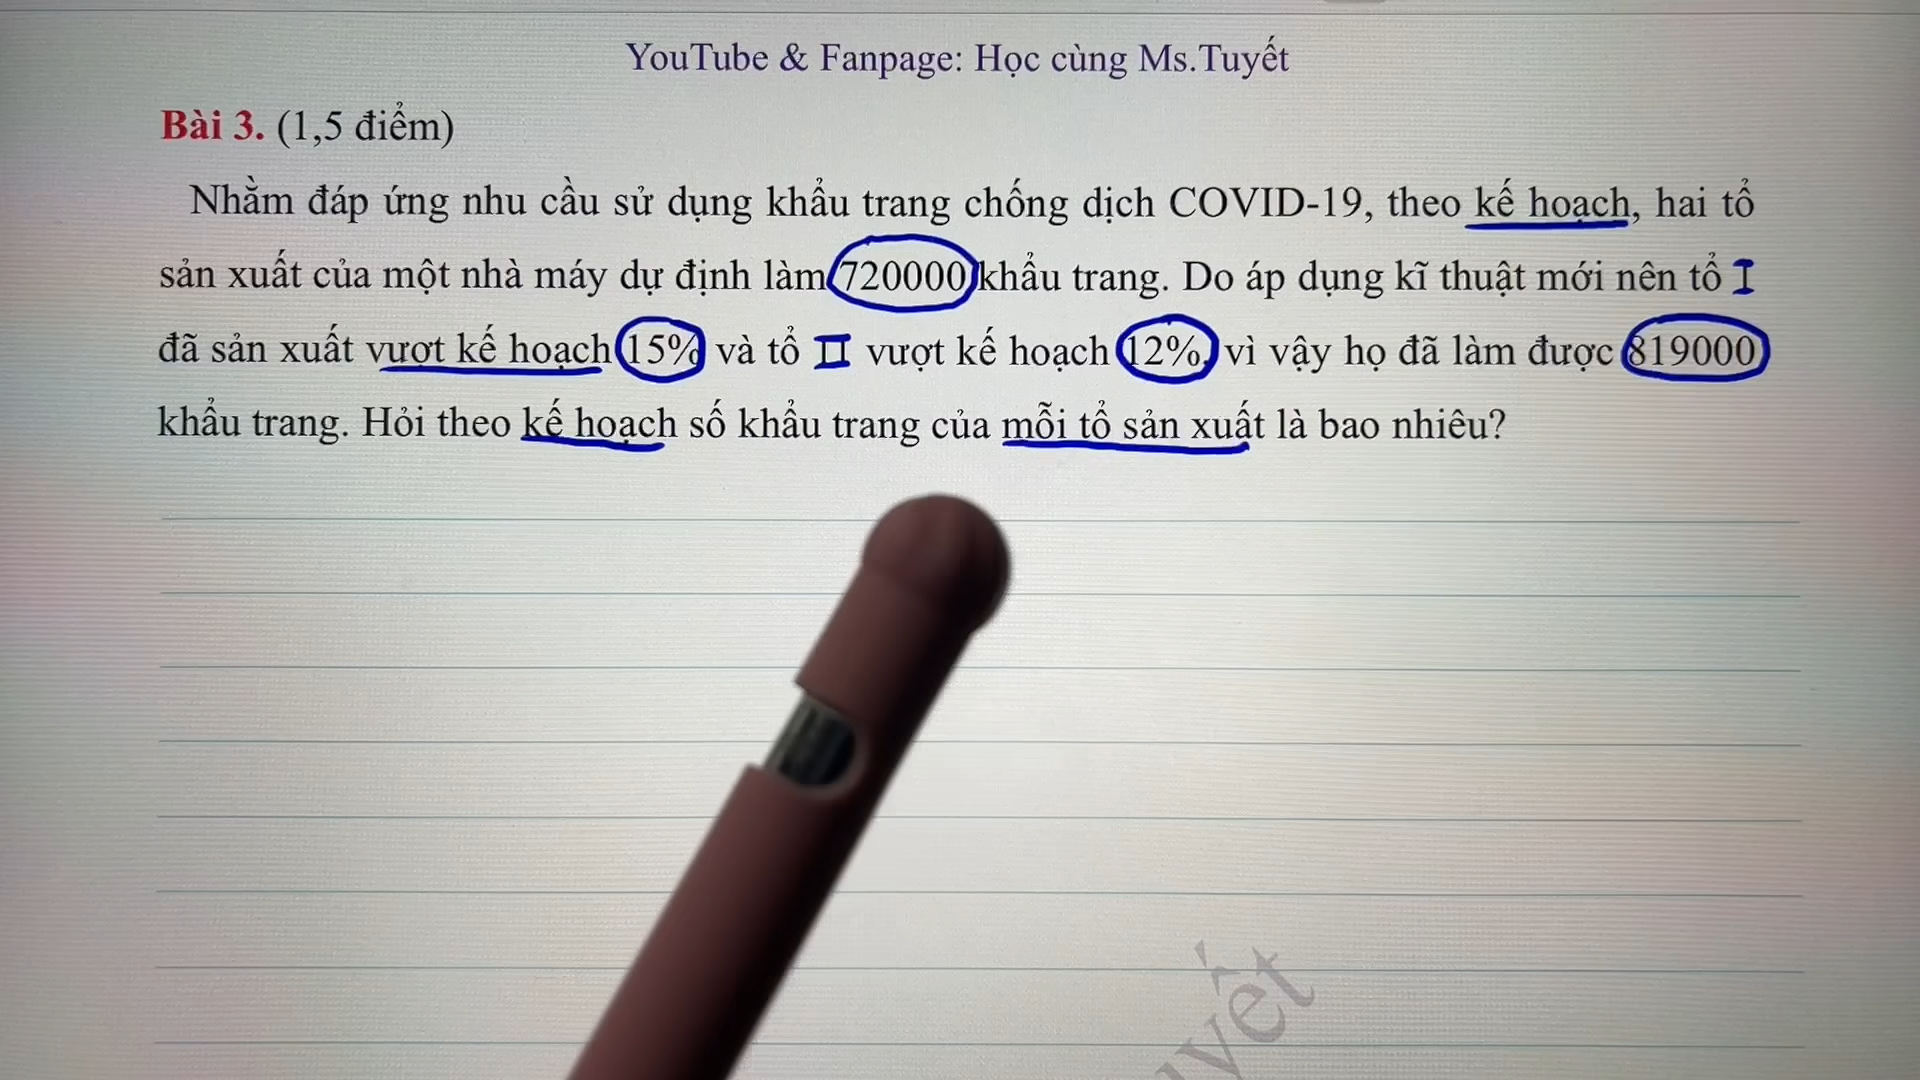 YouTube & Fanpage: Học cùng Ms.Tuyết
Bài 3. (1,5 điểm)
Nhằm đáp ứng nhu cầu sử dụng khẩu trang chống dịch COVID-19, theo kế hoạch, hai tổ
sản xuất của một nhà máy dự định làm 720000 khẩu trang. Do áp dụng kĩ thuật mới nên tổ I
đã sản xuất vượt kế hoạch 15% và tổ II vượt kế hoạch 12%, vì vậy họ đã làm được 819000
khẩu trang. Hỏi theo kế hoạch số khẩu trang của mỗi tổ sản xuất là bao nhiêu?